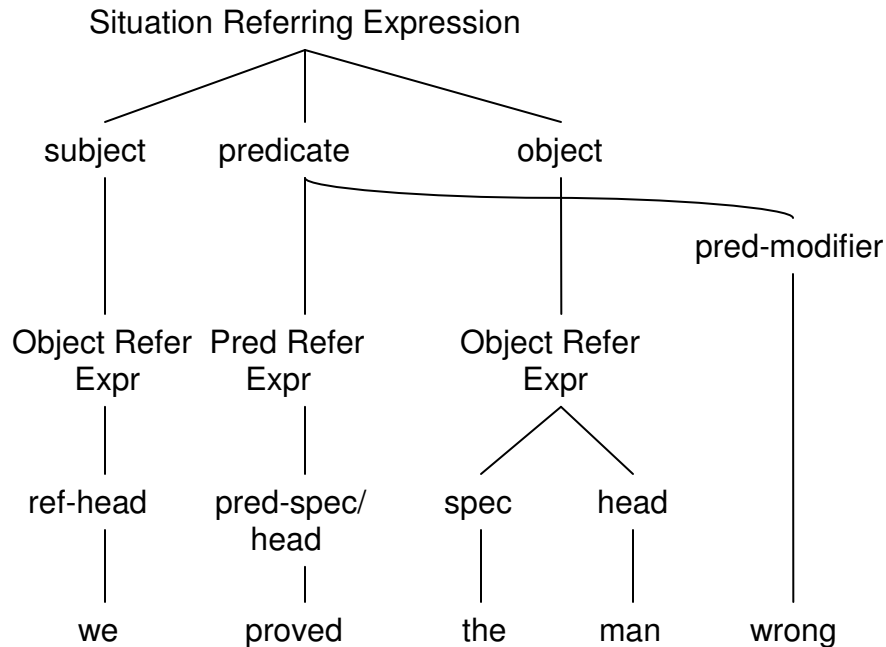 Situation Referring Expression
subject predicate object
pred-modifier
Object Refer Pred Refer Object Refer
Expr Expr Expr
ref-head pred-spec/ spec head
head
we proved the man wrong